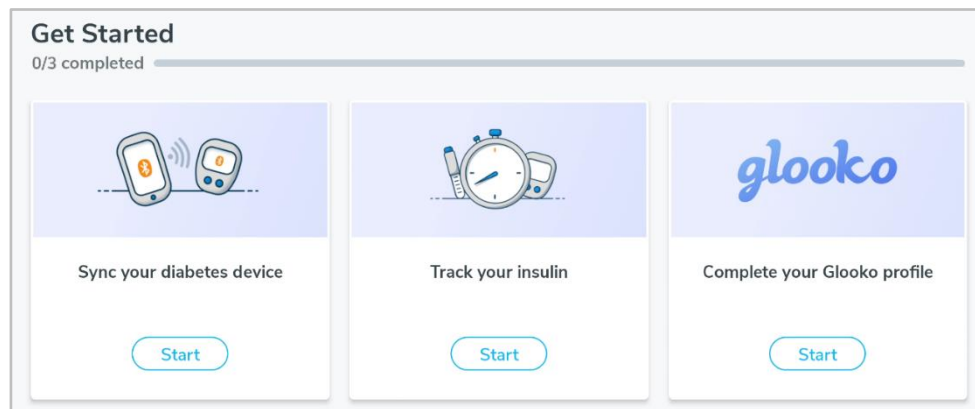 Get Started
0/3 completed
glooko
Sync your diabetes device
Track your insulin
Complete your Glooko profile
Start
Start
Start